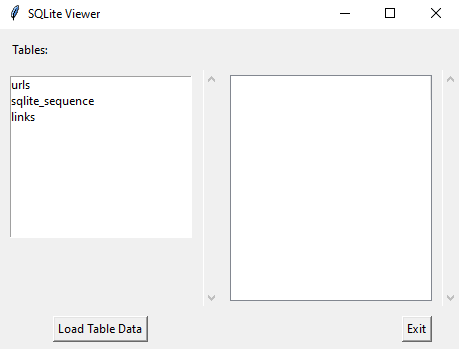 SQLite Viewer
Tables:
urls
sqlite_sequence
links
Load Table Data
Exit